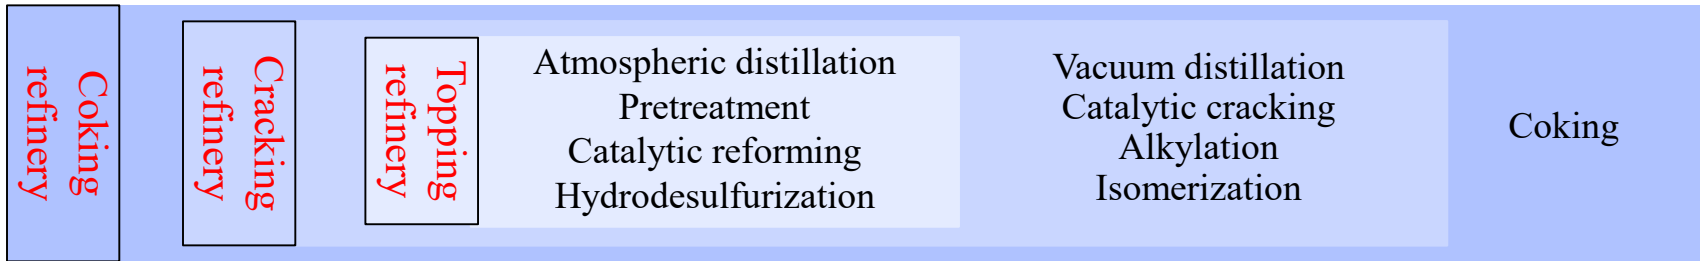 Coking
refinery
Cracking
refinery
Topping
refinery
Atmospheric distillation
Pretreatment
Catalytic reforming
Hydrodesulfurization
Vacuum distillation
Catalytic cracking
Alkylation
Isomerization
Coking